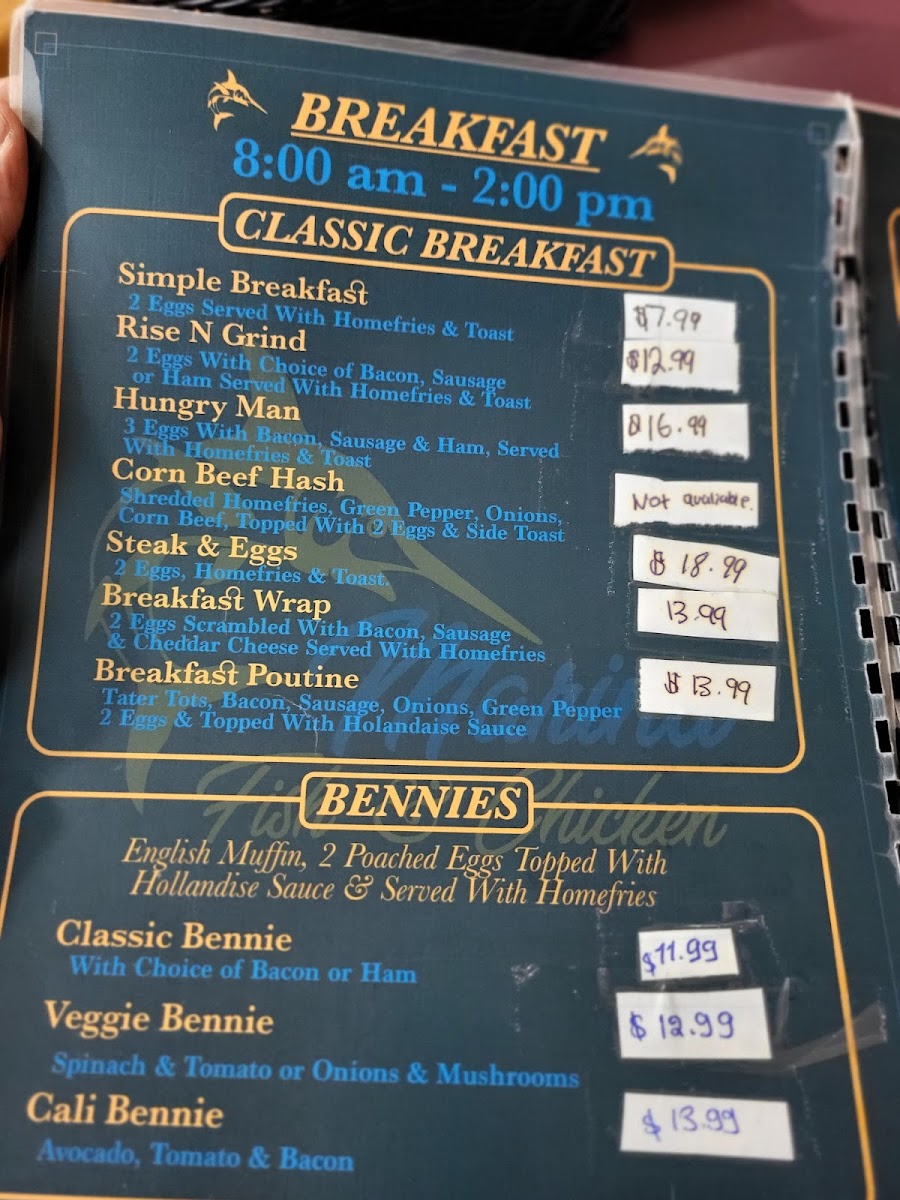 BREAKFAST
8:00 am - 2:00 pm
CLASSIC BREAKFAST
Simple Breakfast
2 Eggs Served With Homefries & Toast
$7.99
Rise N Grind
$12.99
2 Eggs With Choice of Bacon, Sausage
or Ham Served With Homefries & Toast
Hungry Man
$16.99
3 Eggs With Bacon, Sausage & Ham, Served
With Homefries & Toast
Corn Beef Hash
Not avaliable.
Shredded Homefries, Green Pepper, Onions,
Corn Beef, Topped With 2 Eggs & Side Toast
Steak & Eggs
$18.99
2 Eggs, Homefries & Toast.
Breakfast Wrap
13.99
2 Eggs Scrambled With Bacon, Sausage
& Cheddar Cheese Served With Homefries
Breakfast Poutine
$13.99
Tater Tots, Bacon, Sausage, Onions, Green Pepper
2 Eggs & Topped With Holandaise Sauce
Marina
Fish & Chicken
BENNIES
English Muffin, 2 Poached Eggs Topped With
Hollandise Sauce & Served With Homefries
Classic Bennie
$11.99
With Choice of Bacon or Ham
Veggie Bennie
$12.99
Spinach & Tomato or Onions & Mushrooms
Cali Bennie
$13.99
Avocado, Tomato & Bacon